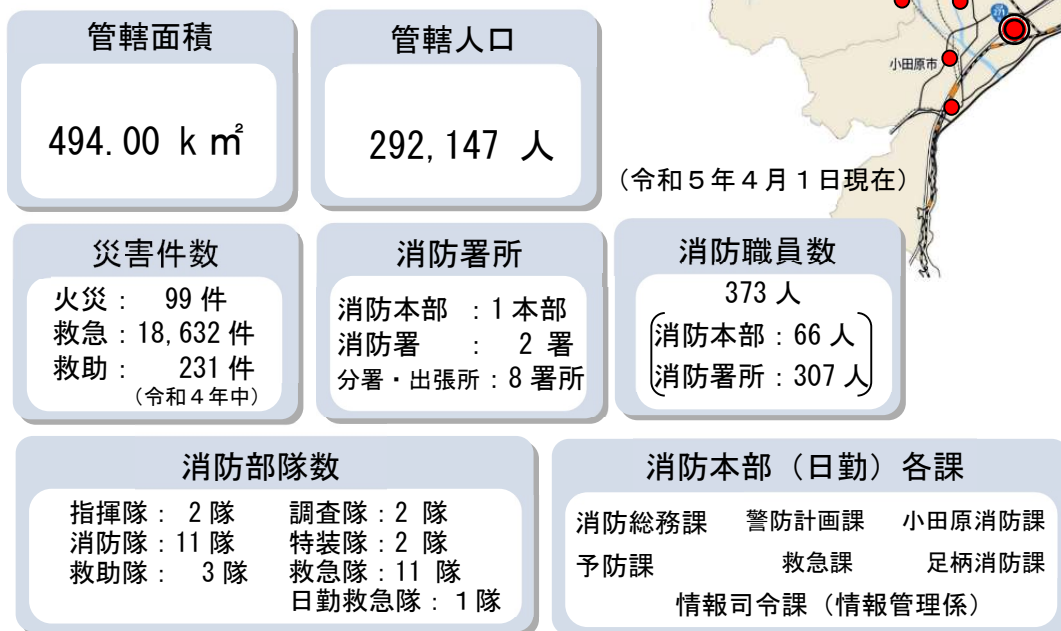 271
小田原市
管轄面積
494.00 k㎡
管轄人口
292,147 人
（令和５年４月１日現在）
災害件数
火災： 99 件
救急：18,632 件
救助： 231 件
（令和４年中）
消防署所
消防本部 ：1 本部
消防署 ： 2 署
分署・出張所：8 署所
消防職員数
373 人
消防本部：66 人
消防署所：307 人
消防部隊数
指揮隊： 2 隊
消防隊：11 隊
救助隊： 3 隊
調査隊：2 隊
特装隊：2 隊
救急隊：11 隊
日勤救急隊： 1 隊
消防本部（日勤）各課
消防総務課 警防計画課 小田原消防課
予防課 救急課 足柄消防課
情報司令課（情報管理係）